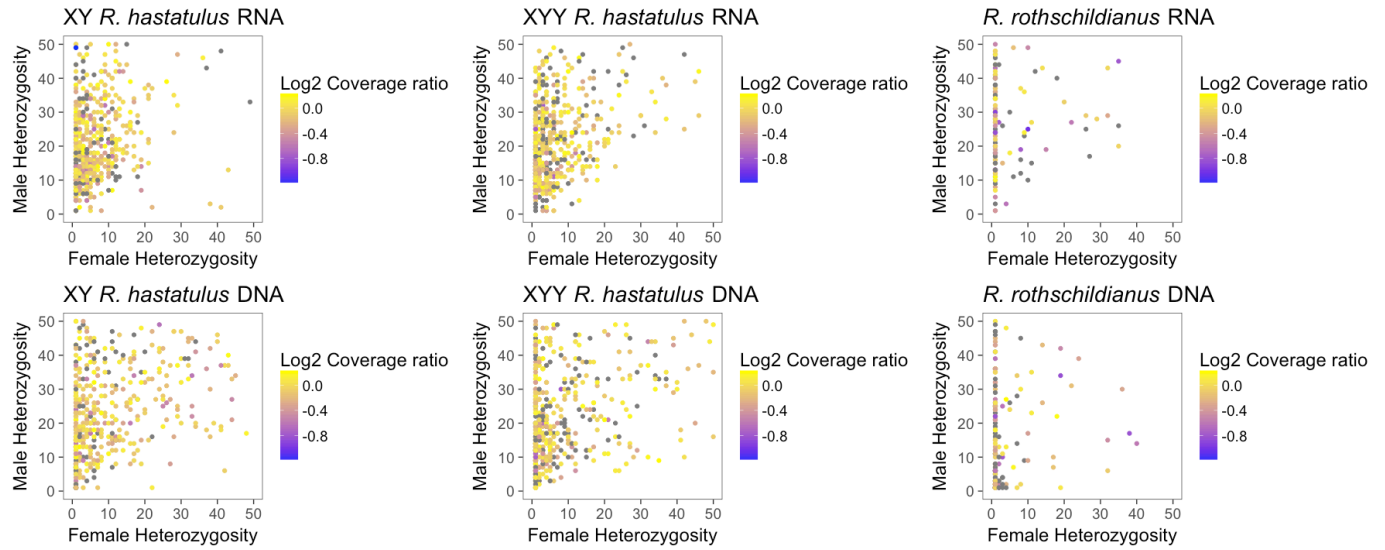 XY R. hastatulus RNA
Male Heterozygosity
50
40
30
20
10
0
0 10 20 30 40 50
Female Heterozygosity
Log2 Coverage ratio
0.0
-0.4
-0.8
XYY R. hastatulus RNA
Male Heterozygosity
50
40
30
20
10
0
0 10 20 30 40 50
Female Heterozygosity
Log2 Coverage ratio
0.0
-0.4
-0.8
R. rothschildianus RNA
Male Heterozygosity
50
40
30
20
10
0
0 10 20 30 40 50
Female Heterozygosity
Log2 Coverage ratio
0.0
-0.4
-0.8
XY R. hastatulus DNA
Male Heterozygosity
50
40
30
20
10
0
0 10 20 30 40 50
Female Heterozygosity
Log2 Coverage ratio
0.0
-0.4
-0.8
XYY R. hastatulus DNA
Male Heterozygosity
50
40
30
20
10
0
0 10 20 30 40 50
Female Heterozygosity
Log2 Coverage ratio
0.0
-0.4
-0.8
R. rothschildianus DNA
Male Heterozygosity
50
40
30
20
10
0
0 10 20 30 40 50
Female Heterozygosity
Log2 Coverage ratio
0.0
-0.4
-0.8